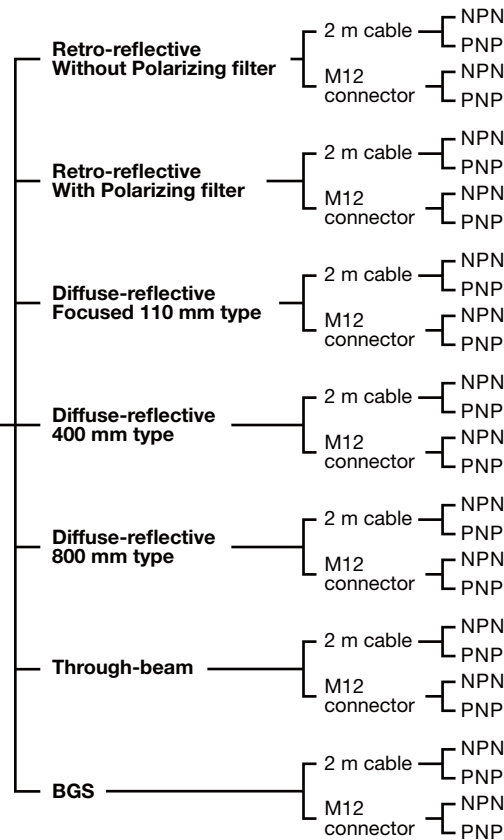 Retro-reflective
Without Polarizing filter
2 m cable
NPN
PNP
M12
connector
NPN
PNP
Retro-reflective
With Polarizing filter
2 m cable
NPN
PNP
M12
connector
NPN
PNP
Diffuse-reflective
Focused 110 mm type
2 m cable
NPN
PNP
M12
connector
NPN
PNP
Diffuse-reflective
400 mm type
2 m cable
NPN
PNP
M12
connector
NPN
PNP
Diffuse-reflective
800 mm type
2 m cable
NPN
PNP
M12
connector
NPN
PNP
Through-beam
2 m cable
NPN
PNP
M12
connector
NPN
PNP
BGS
2 m cable
NPN
PNP
M12
connector
NPN
PNP